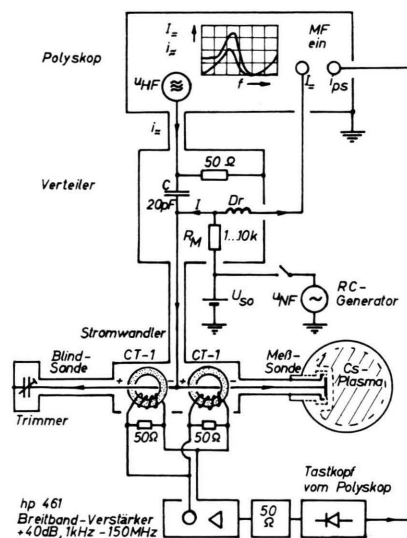 I=
i≈
MF
ein
Polyskop
uHF
f
I=
ips
i≈
50 Ω
Verteiler
C
20pF
I
Dr
RM
1...10k
Uso
uNF
RC-
Generator
Stromwandler
Blind-
Sonde
CT-1
CT-1
Meß-
Sonde
Cs-
Plasma
+
-
Trimmer
50Ω
50Ω
hp 461
Breitband-Verstärker
+40dB, 1kHz - 150MHz
50
Ω
Tastkopf
vom Polyskop